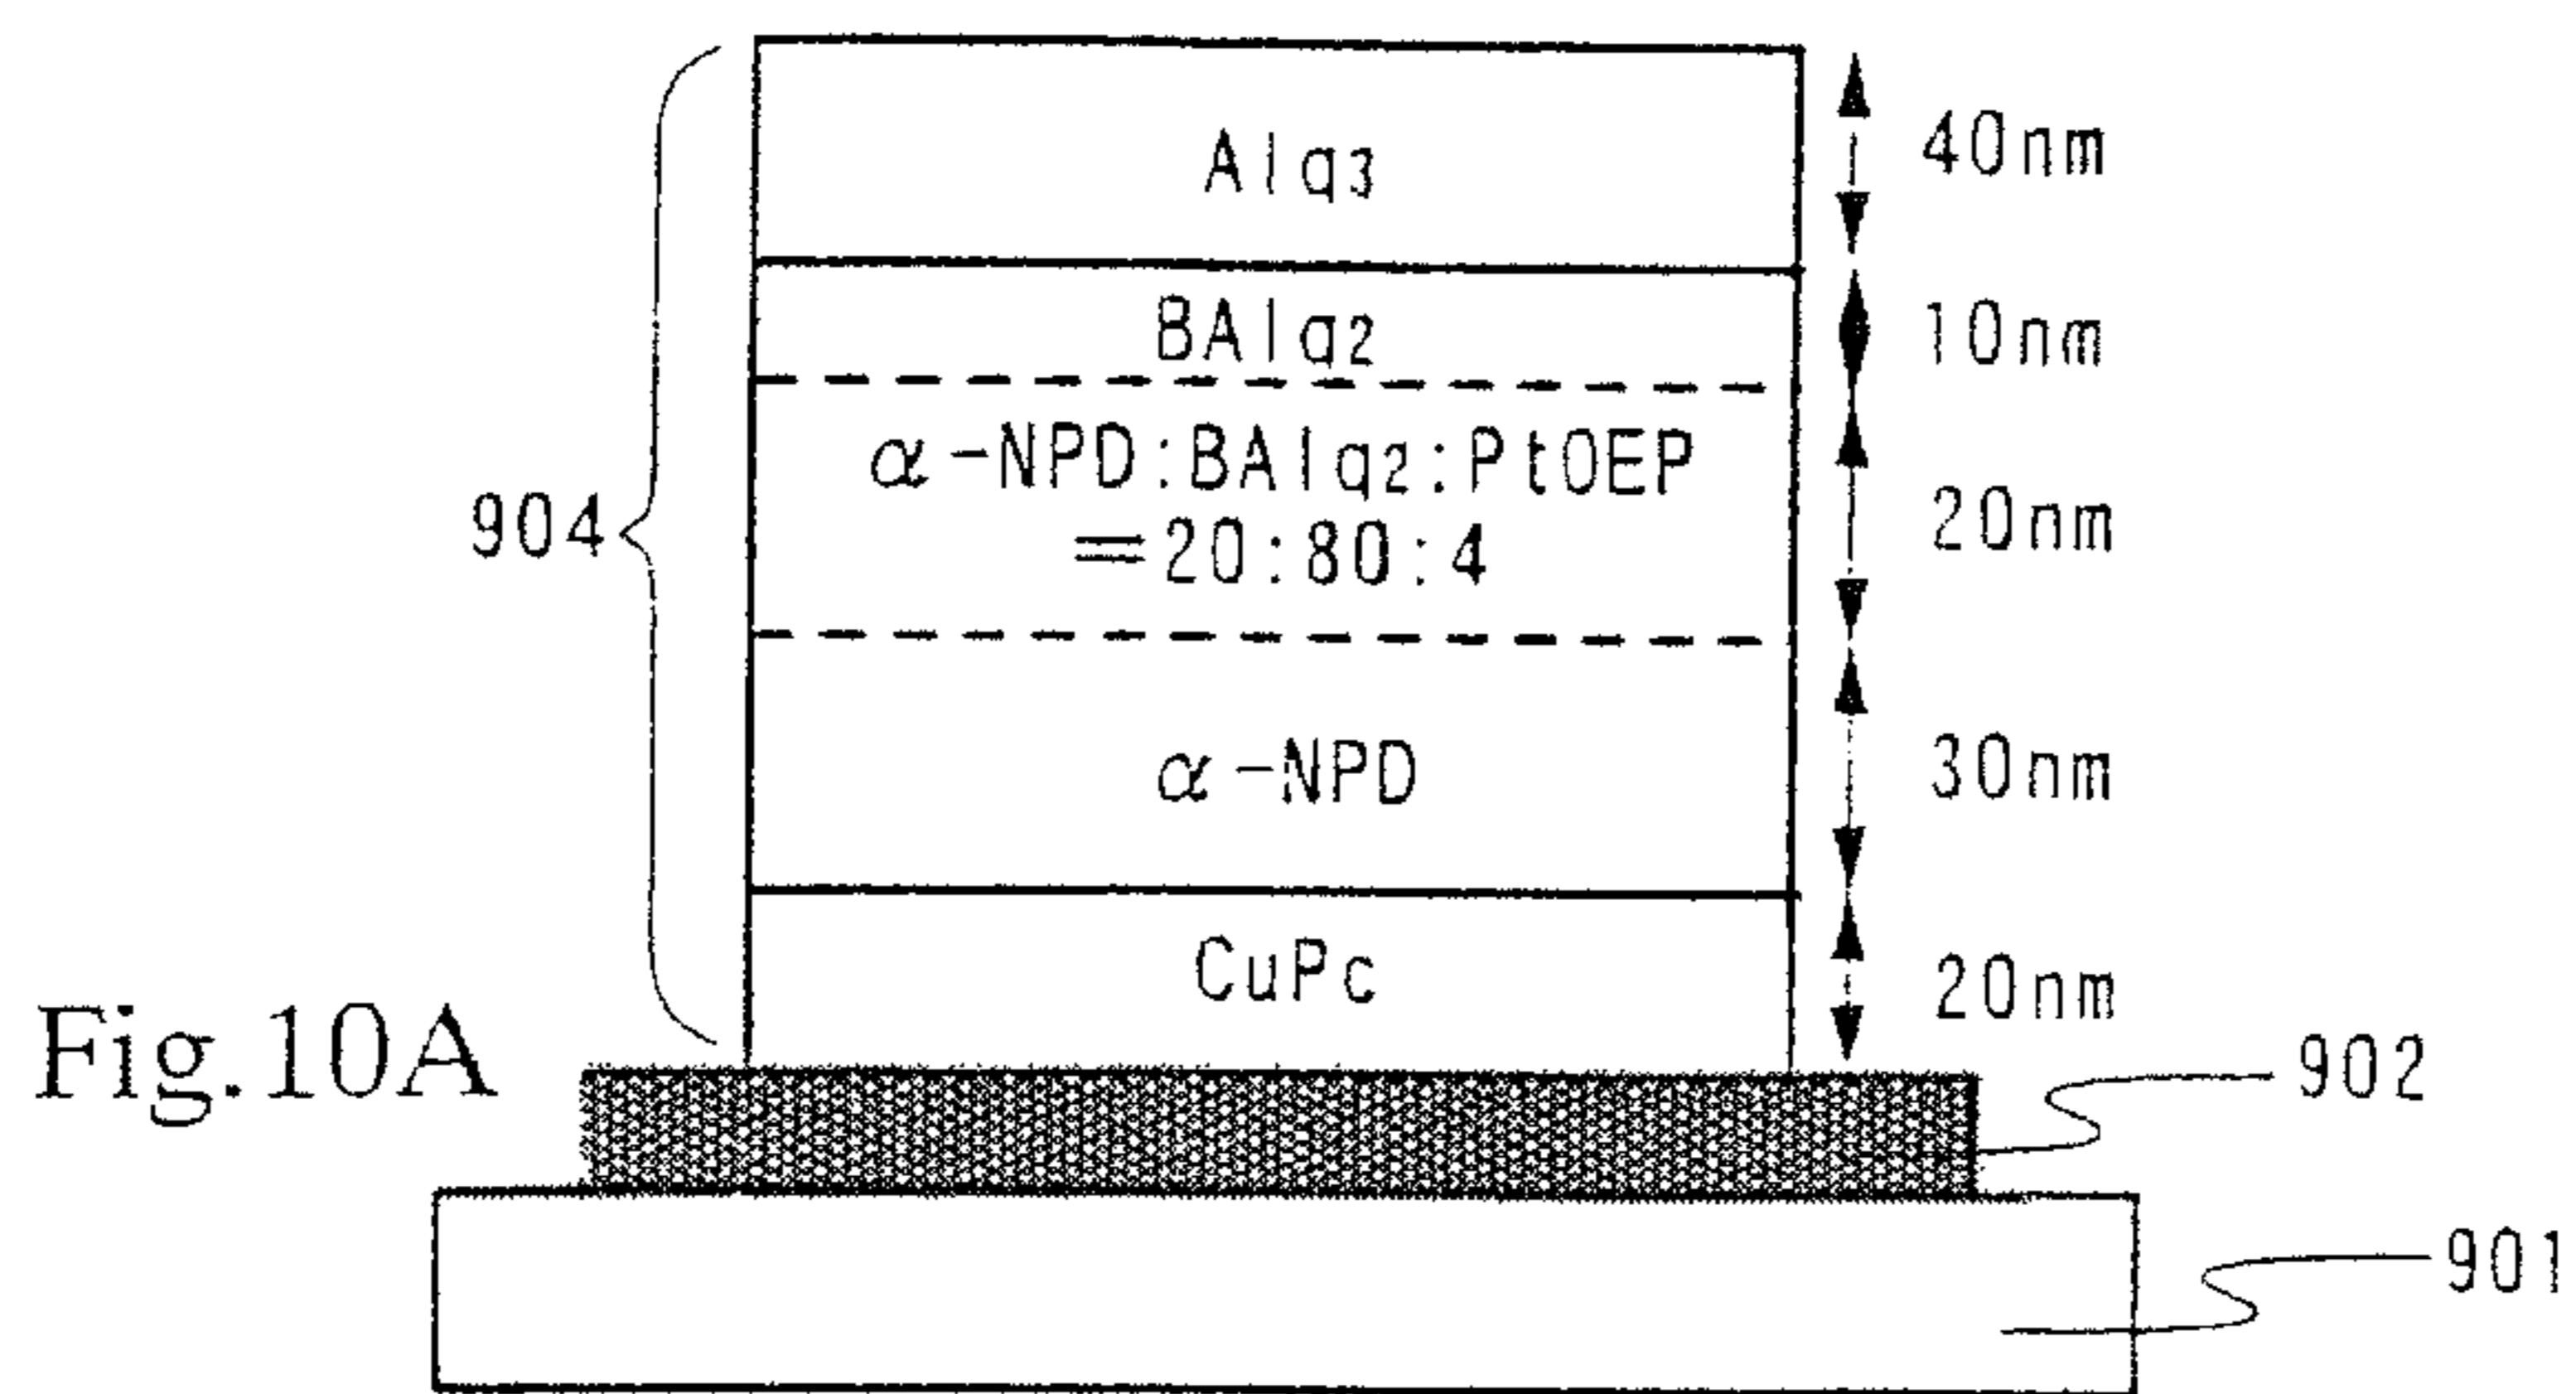 Alq3
40nm
BAlq2
10nm
α-NPD:BAlq2:PtOEP
=20:80:4
20nm
904
α-NPD
30nm
CuPc
20nm
Fig.10A
902
901